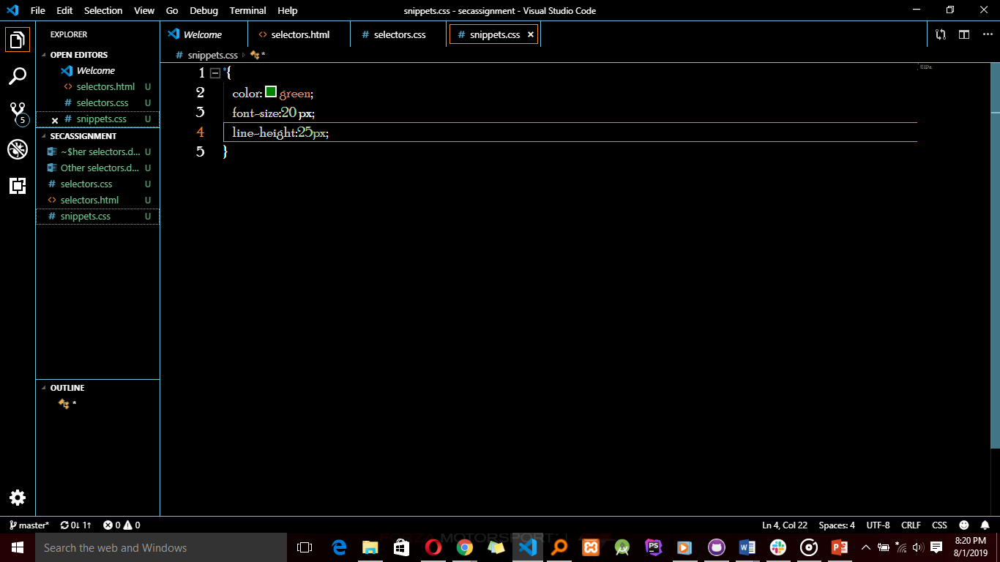 File Edit Selection View Go Debug Terminal Help
snippets.css - secassignment - Visual Studio Code
EXPLORER
OPEN EDITORS
Welcome
selectors.html U
selectors.css U
snippets.css U
SECASSIGNMENT
~$her selectors.d... U
Other selectors.d... U
selectors.css U
selectors.html U
snippets.css U
OUTLINE
*
5
Welcome
selectors.html
selectors.css
snippets.css
snippets.css *
1 *{
2 color: green;
3 font-size:20 px;
4 line-height:25px;
5 }
master* 0↓ 1↑ 0 0
Ln 4, Col 22 Spaces: 4 UTF-8 CRLF CSS
Search the web and Windows
MOTORSPORT
PS
8:20 PM
8/1/2019